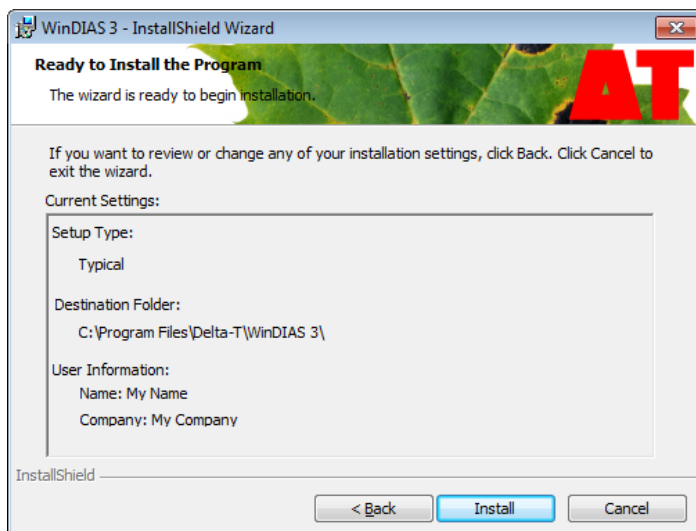 WinDIAS 3 - InstallShield Wizard
Ready to Install the Program
The wizard is ready to begin installation.
AT
If you want to review or change any of your installation settings, click Back. Click Cancel to
exit the wizard.
Current Settings:
Setup Type:
Typical
Destination Folder:
C:\Program Files\Delta-T\WinDIAS 3\
User Information:
Name: My Name
Company: My Company
InstallShield
< Back
Install
Cancel